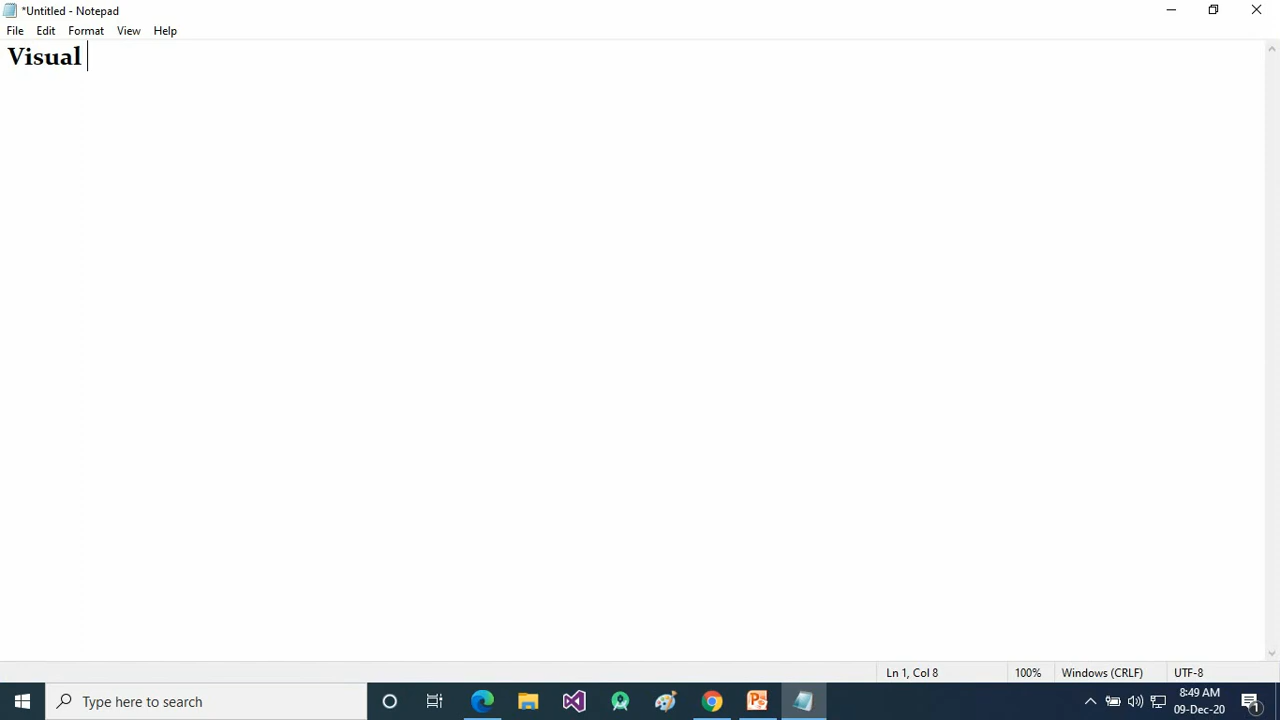 *Untitled - Notepad
File Edit Format View Help
Visual
Ln 1, Col 8 100% Windows (CRLF) UTF-8
Type here to search
8:49 AM
09-Dec-20
1